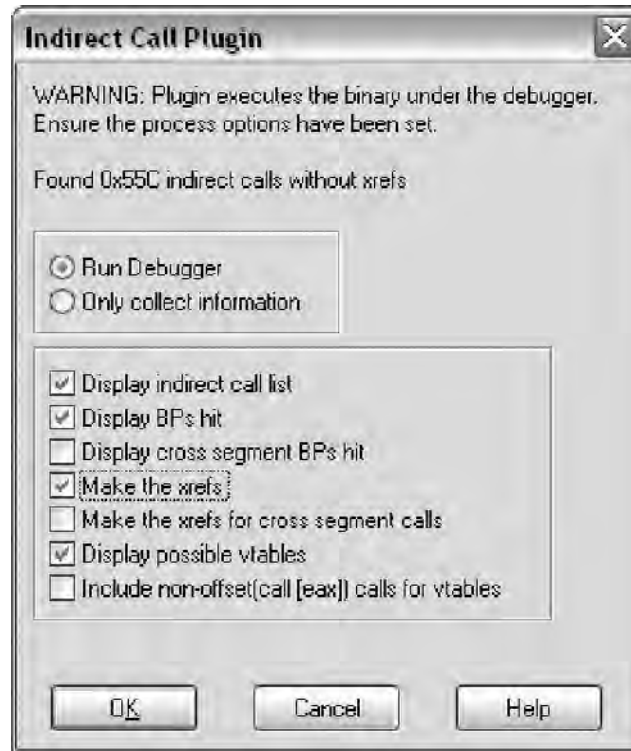 Indirect Call Plugin
WARNING: Plugin executes the binary under the debugger.
Ensure the process options have been set.
Found 0x55C indirect calls without xrefs
Run Debugger
Only collect information
Display indirect call list
Display BPs hit
Display cross segment BPs hit
Make the xrefs
Make the xrefs for cross segment calls
Display possible vtables
Include non-offset(call [eax]) calls for vtables
OK
Cancel
Help